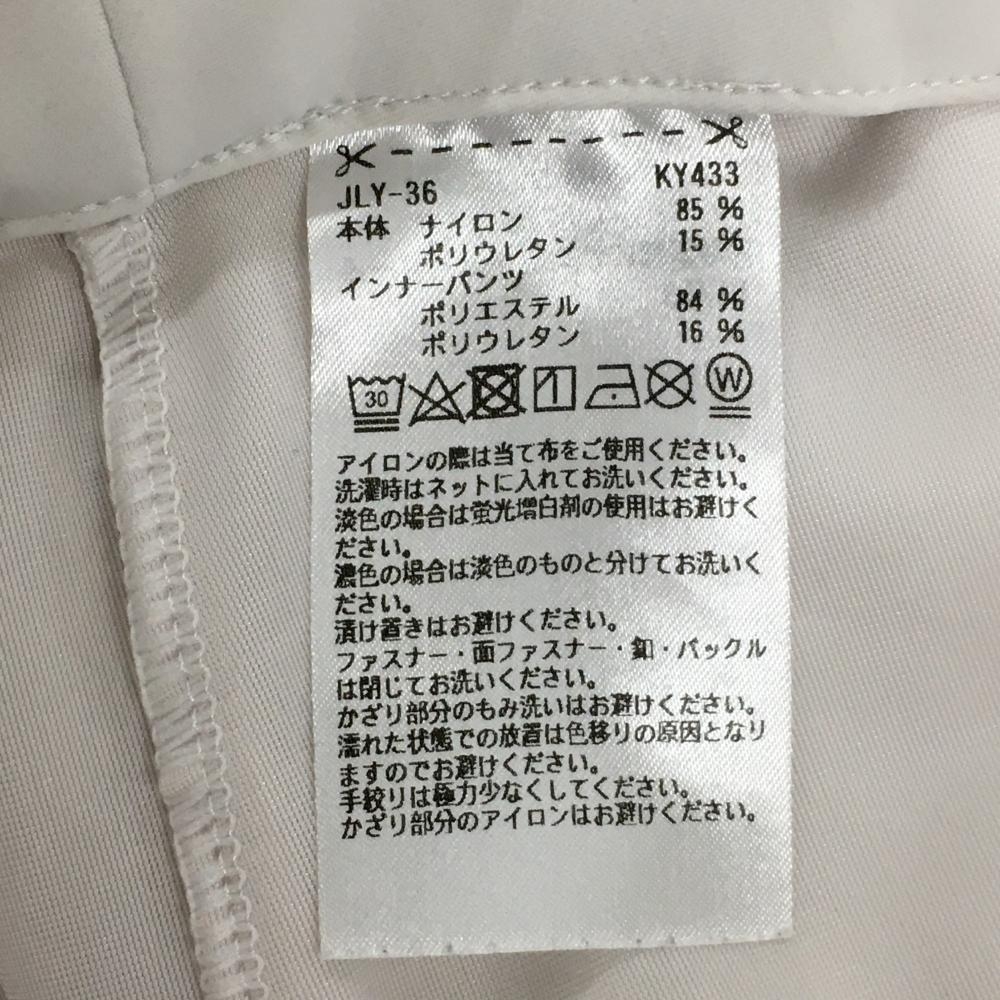 JLY-36 KY433
本体 ナイロン 85 %
ポリウレタン 15 %
インナーパンツ
ポリエステル 84 %
ポリウレタン 16 %
30 W
アイロンの際は当て布をご使用ください。
洗濯時はネットに入れてお洗いください。
淡色の場合は蛍光増白剤の使用はお避けく
ださい。
濃色の場合は淡色のものと分けてお洗いく
ださい。
漬け置きはお避けください。
ファスナー・面ファスナー・釦・バックル
は閉じてお洗いください。
かざり部分のもみ洗いはお避けください。
濡れた状態での放置は色移りの原因となり
ますのでお避けください。
手絞りは極力少なくしてください。
かざり部分のアイロンはお避けください。